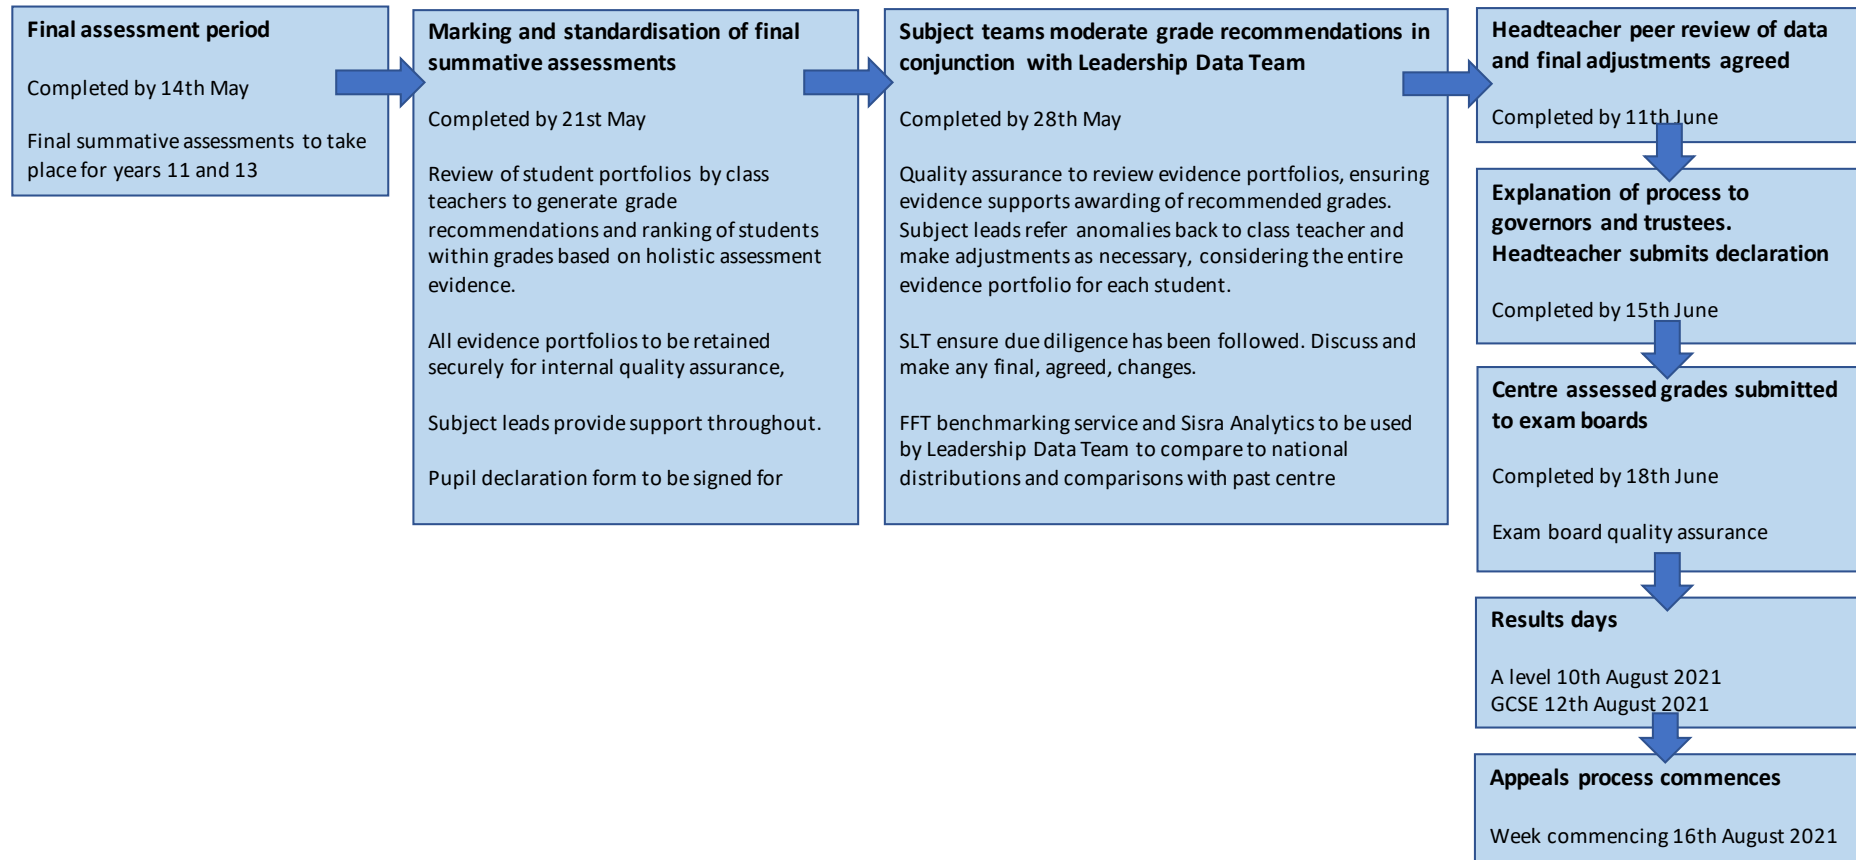 Final assessment period
Completed by 14th May
Final summative assessments to take
place for years 11 and 13
Marking and standardisation of final
summative assessments
Completed by 21st May
Review of student portfolios by class
teachers to generate grade
recommendations and ranking of students
within grades based on holistic assessment
evidence.
All evidence portfolios to be retained
securely for internal quality assurance,
Subject leads provide support throughout.
Pupil declaration form to be signed for
Subject teams moderate grade recommendations in
conjunction with Leadership Data Team
Completed by 28th May
Quality assurance to review evidence portfolios, ensuring
evidence supports awarding of recommended grades.
Subject leads refer anomalies back to class teacher and
make adjustments as necessary, considering the entire
evidence portfolio for each student.
SLT ensure due diligence has been followed. Discuss and
make any final, agreed, changes.
FFT benchmarking service and Sisra Analytics to be used
by Leadership Data Team to compare to national
distributions and comparisons with past centre
Headteacher peer review of data
and final adjustments agreed
Completed by 11th June
Explanation of process to
governors and trustees.
Headteacher submits declaration
Completed by 15th June
Centre assessed grades submitted
to exam boards
Completed by 18th June
Exam board quality assurance
Results days
A level 10th August 2021
GCSE 12th August 2021
Appeals process commences
Week commencing 16th August 2021